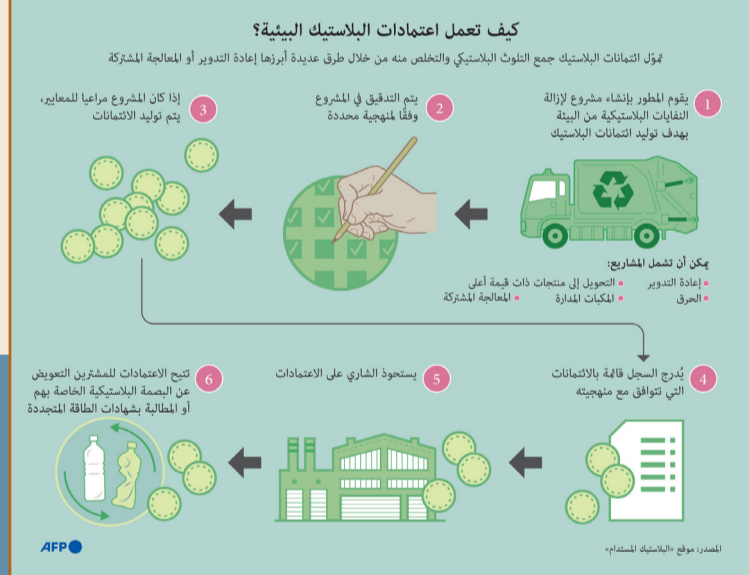 كيف تعمل اعتمادات البلاستيك البيئية؟
تموّل ائتمانات البلاستيك جمع التلوث البلاستيكي والتخلص منه من خلال طرق عديدة أبرزها إعادة التدوير أو المعالجة المشتركة
1
يقوم المطور بإنشاء مشروع لإزالة
النفايات البلاستيكية من البيئة
بهدف توليد ائتمانات البلاستيك
2
يتم التدقيق في المشروع
وفقًا لمنهجية محددة
3
إذا كان المشروع مراعيا للمعايير،
يتم توليد الائتمانات
يمكن أن تشمل المشاريع:
• إعادة التدوير • التحويل إلى منتجات ذات قيمة أعلى
• الحرق • المكبات المدارة • المعالجة المشتركة
4
يُدرج السجل قائمة بالائتمانات
التي تتوافق مع منهجيته
5
يستحوذ الشاري على الاعتمادات
6
تتيح الاعتمادات للمشترين التعويض
عن البصمة البلاستيكية الخاصة بهم
أو المطالبة بشهادات الطاقة المتجددة
المصدر: موقع «البلاستيك المستدام»
AFP